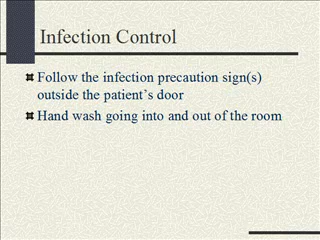 Infection Control
Follow the infection precaution sign(s)
outside the patient's door
Hand wash going into and out of the room